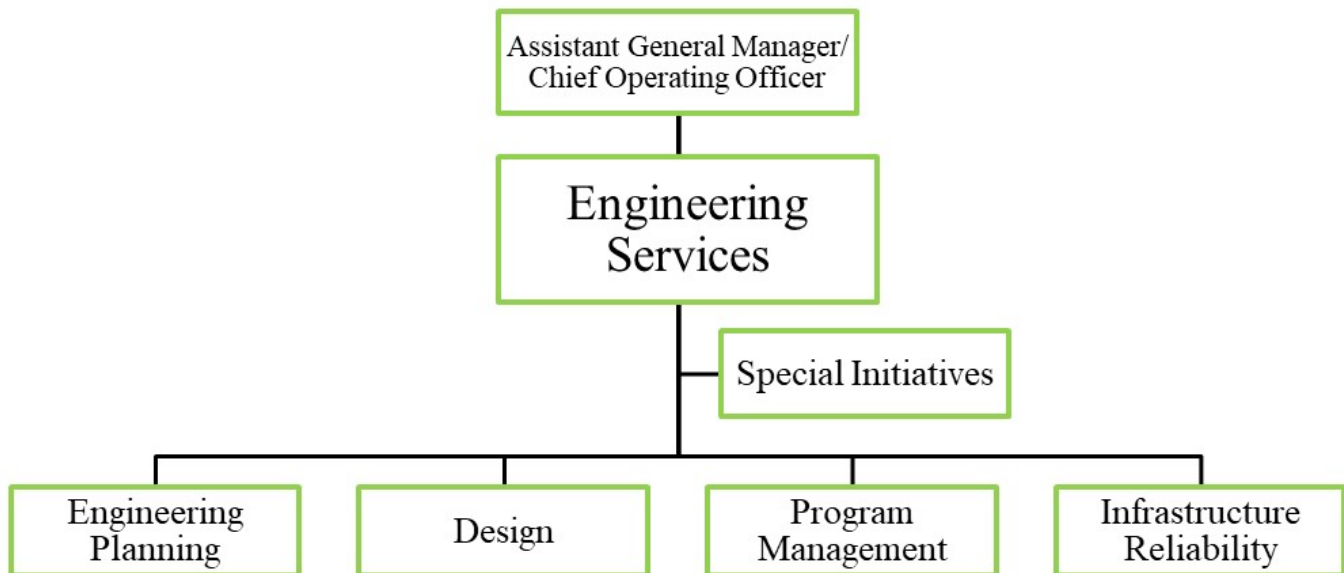 Assistant General Manager/
Chief Operating Officer
Engineering
Services
Special Initiatives
Engineering
Planning
Design
Program
Management
Infrastructure
Reliability